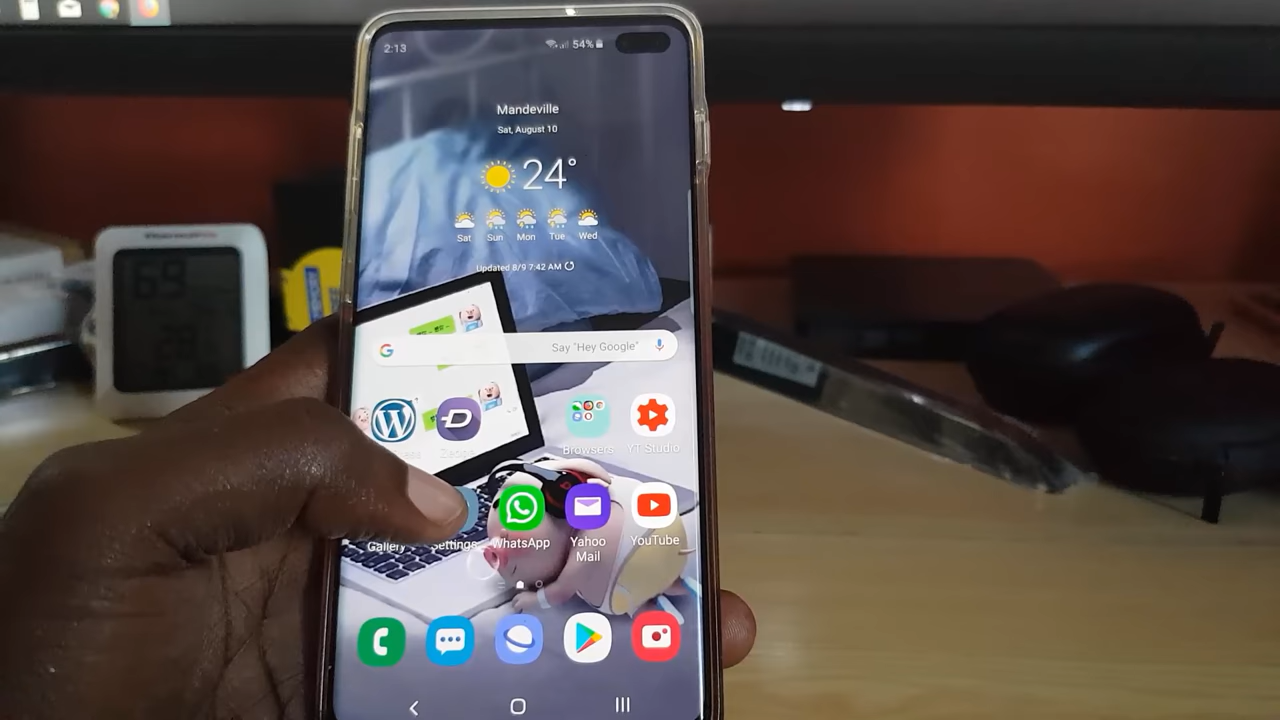 2:13
54%
Mandeville
Sat, August 10
24°
Sat Sun Mon Tue Wed
Updated 8/9 7:42 AM
Say "Hey Google"
Browsers
YT Studio
Gallery
Settings
WhatsApp
Yahoo
Mail
YouTube
69